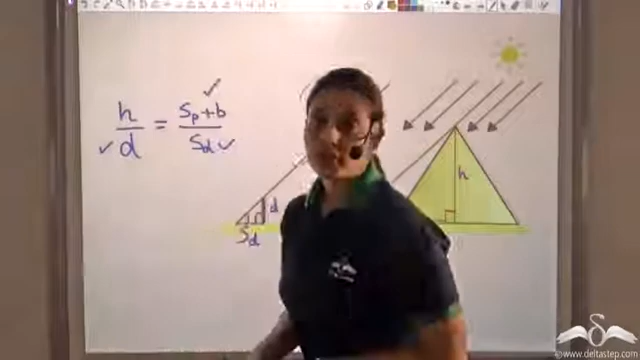 h/d = (Sp + b)/Sd
h
d
Sd
www.deltastep.com